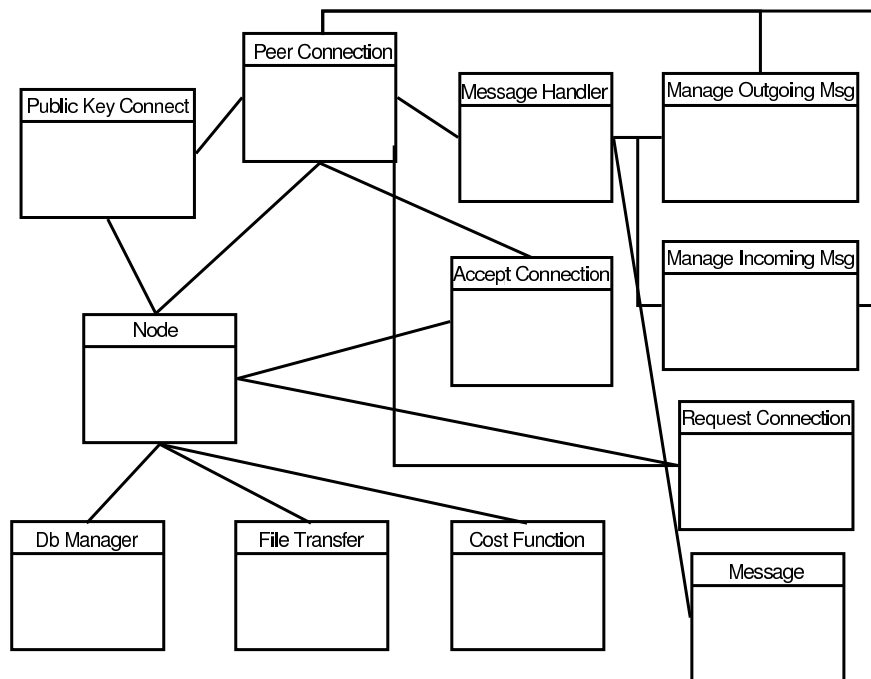 Peer Connection
Public Key Connect
Message Handler
Manage Outgoing Msg
Accept Connection
Manage Incoming Msg
Node
Request Connection
Db Manager
File Transfer
Cost Function
Message